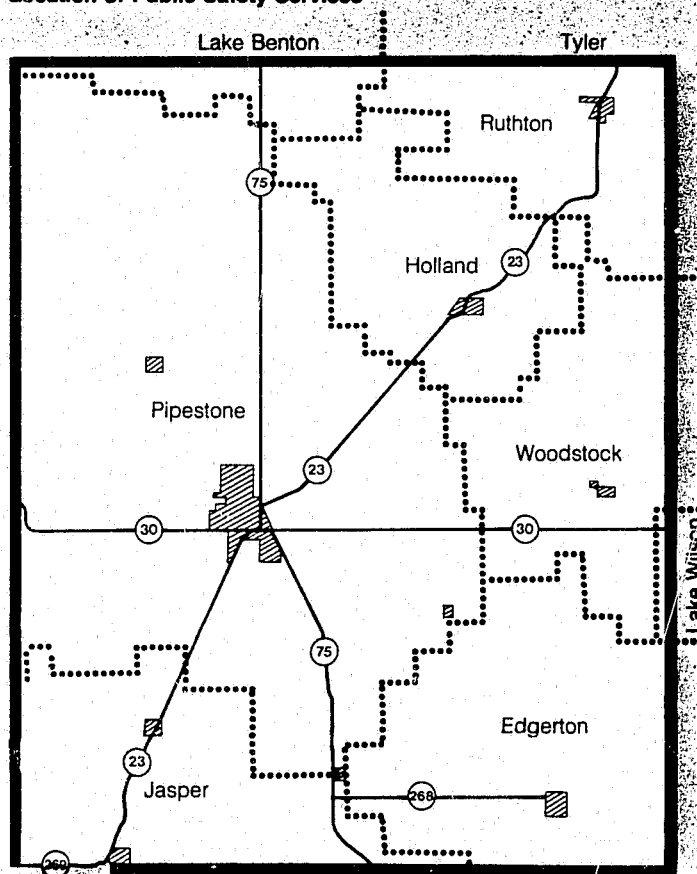 Location of Public Safety Services
Lake Benton
Tyler
Ruthton
75
Holland
23
Pipestone
23
Woodstock
30
30
Lake Wilson
75
Edgerton
23
Jasper
268
269